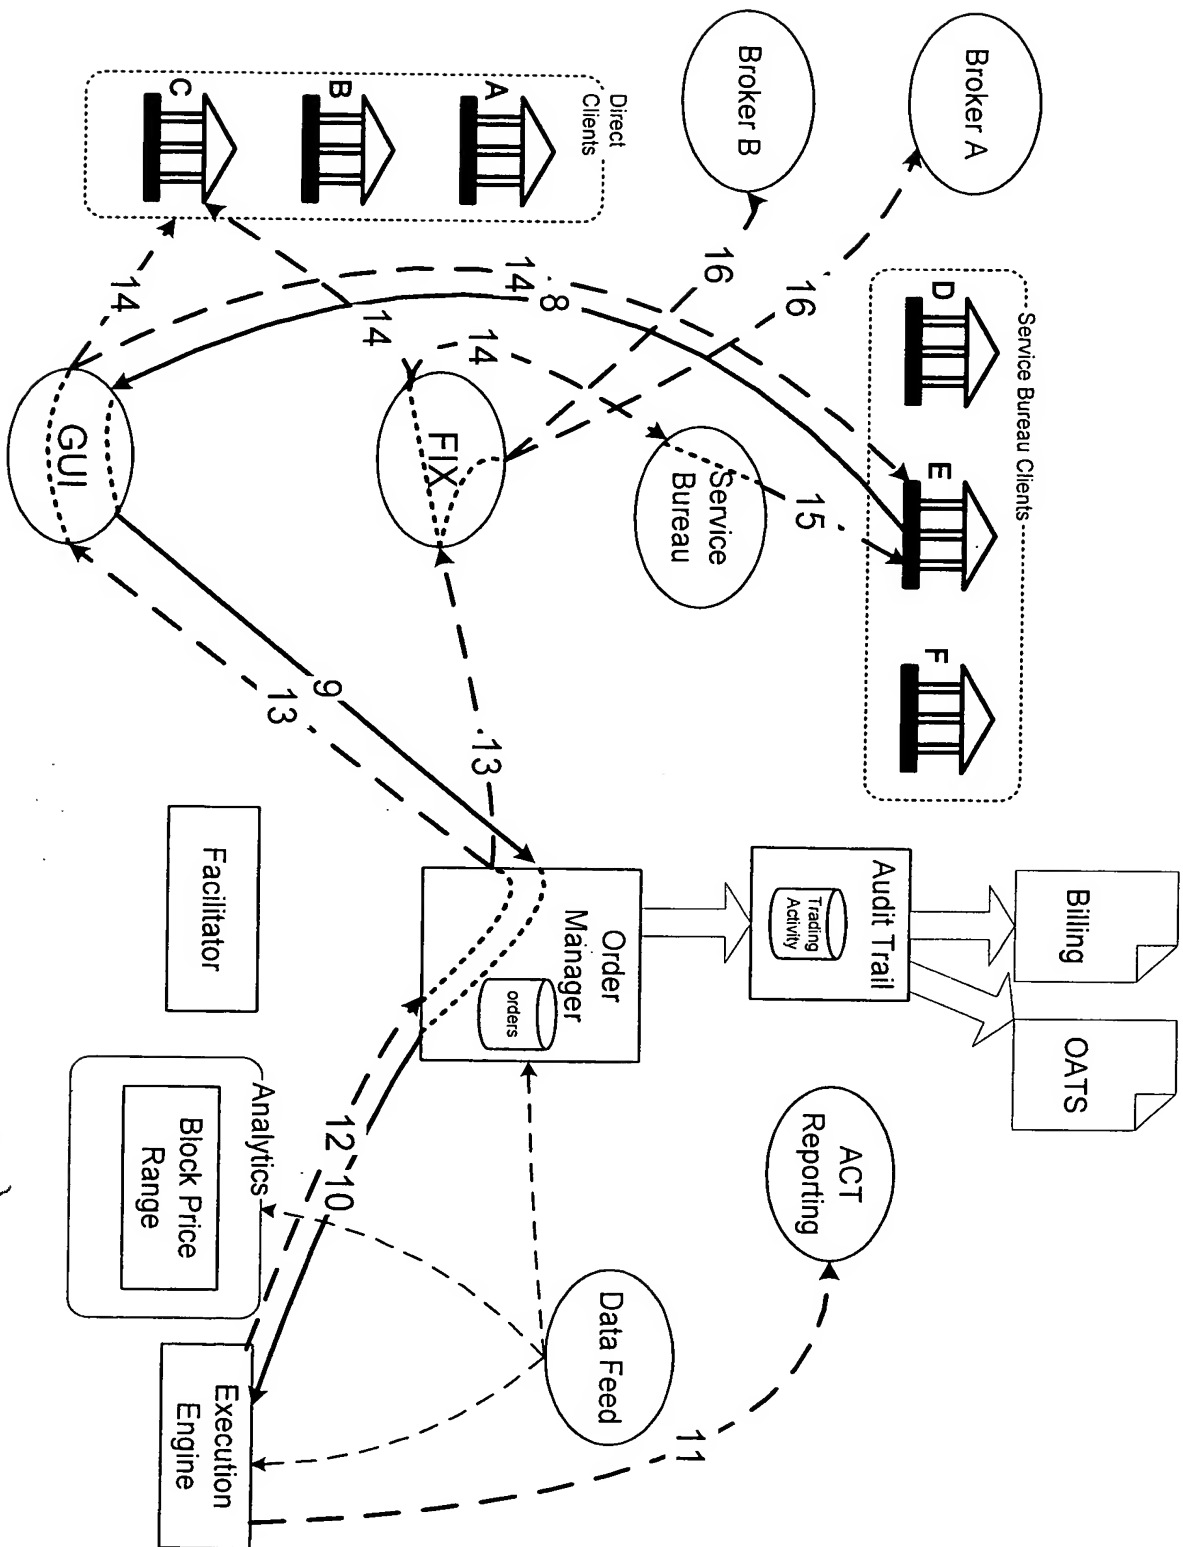 Broker A
Broker B
Direct
Clients
A
B
C
Service Bureau Clients
D
E
F
16
16
14
14
14
14
8
15
GUI
FIX
Service
Bureau
9
13
13
Facilitator
Order
Manager
orders
Audit Trail
Trading
Activity
Billing
OATS
12
10
Analytics
Block Price
Range
ACT
Reporting
Data Feed
11
Execution
Engine